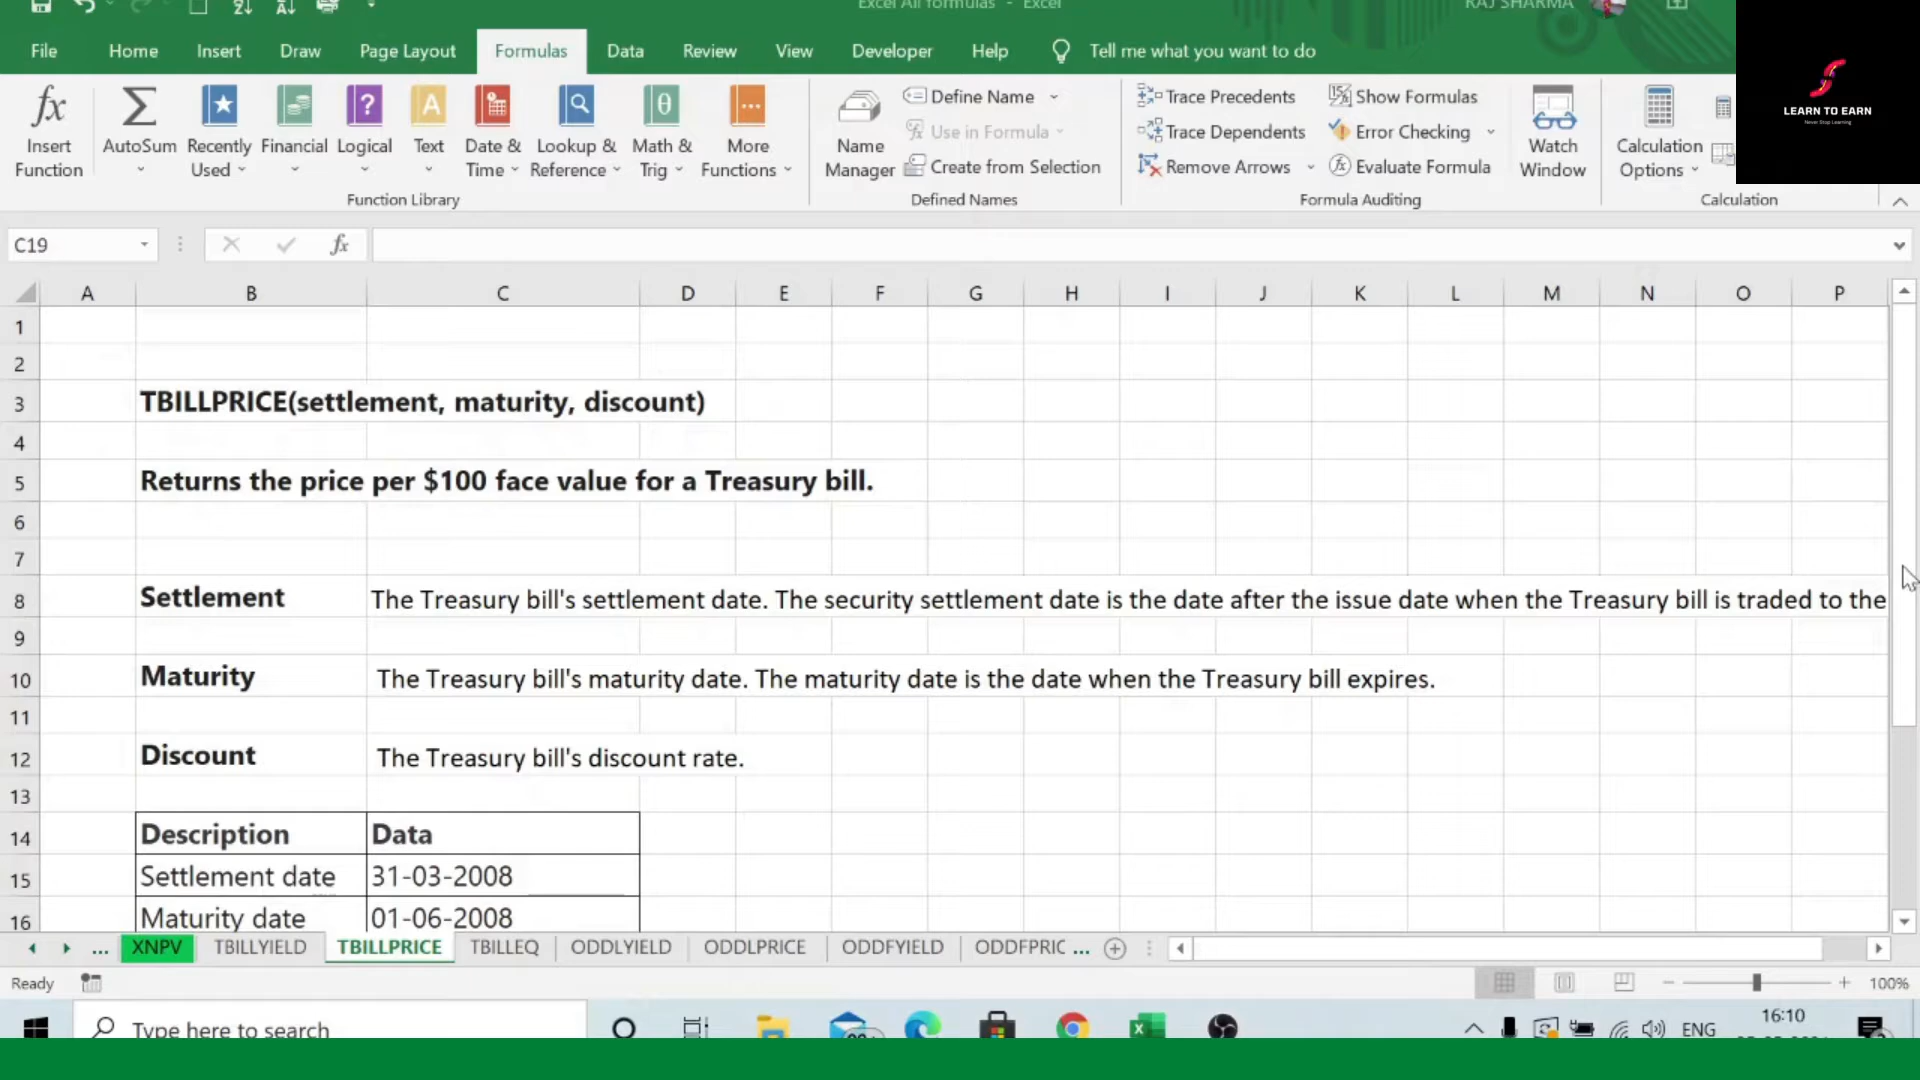 Excel All formulas - Excel
RAJ SHARMA
File Home Insert Draw Page Layout Formulas Data Review View Developer Help Tell me what you want to do
LEARN TO EARN
Never Stop Learning
Insert Function
AutoSum
Recently Used
Financial
Logical
Text
Date & Time
Lookup & Reference
Math & Trig
More Functions
Function Library
Name Manager
Define Name
Use in Formula
Create from Selection
Defined Names
Trace Precedents
Trace Dependents
Remove Arrows
Show Formulas
Error Checking
Evaluate Formula
Formula Auditing
Watch Window
Calculation Options
Calculation
C19
fx
A B C D E F G H I J K L M N O P
1
2
3 TBILLPRICE(settlement, maturity, discount)
4
5 Returns the price per $100 face value for a Treasury bill.
6
7
8 Settlement The Treasury bill's settlement date. The security settlement date is the date after the issue date when the Treasury bill is traded to the
9
10 Maturity The Treasury bill's maturity date. The maturity date is the date when the Treasury bill expires.
11
12 Discount The Treasury bill's discount rate.
13
14 Description Data
15 Settlement date 31-03-2008
16 Maturity date 01-06-2008
... XNPV TBILLYIELD TBILLPRICE TBILLEQ ODDLYIELD ODDLPRICE ODDFYIELD ODDFPRIC ...
Ready
100%
Type here to search
ENG
16:10